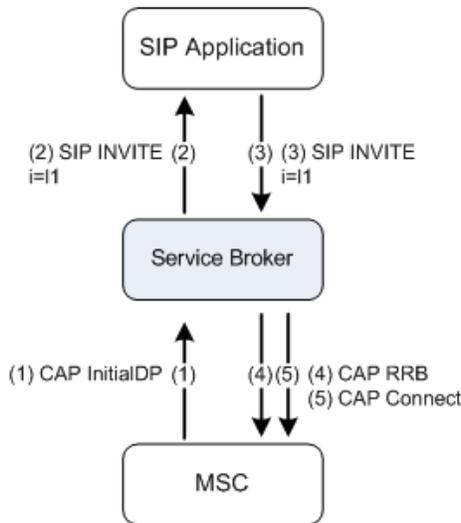 SIP Application
(2) SIP INVITE (2)
i=I1
(3) (3) SIP INVITE
i=I1
Service Broker
(1) CAP InitialDP (1)
(4) (5) (4) CAP RRB
(5) CAP Connect
MSC